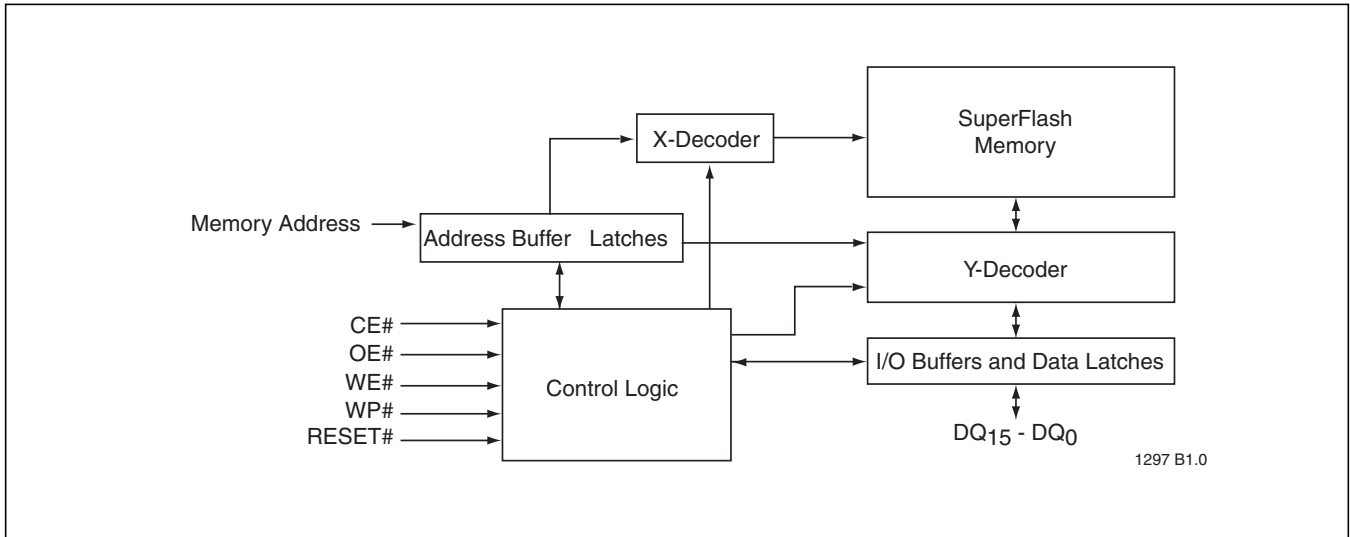 SuperFlash
Memory
X-Decoder
Memory Address
Address Buffer Latches
Y-Decoder
CE#
OE#
WE#
WP#
RESET#
Control Logic
I/O Buffers and Data Latches
DQ15 - DQ0
1297 B1.0